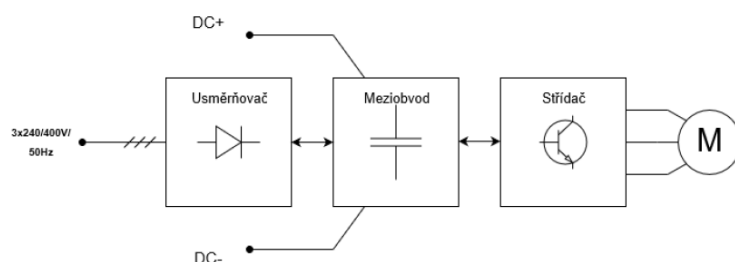 DC+
Usměrňovač
Meziobvod
Střídač
3x240/400V/
50Hz
M
DC-